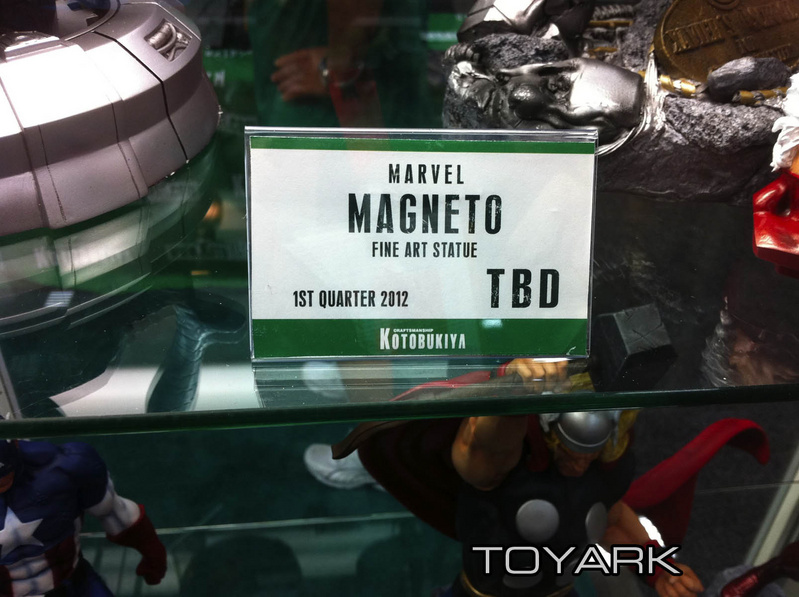 MARVEL
MAGNETO
FINE ART STATUE
1ST QUARTER 2012
TBD
CRAFTSMANSHIP
KOTOBUKIYA
TOYARK